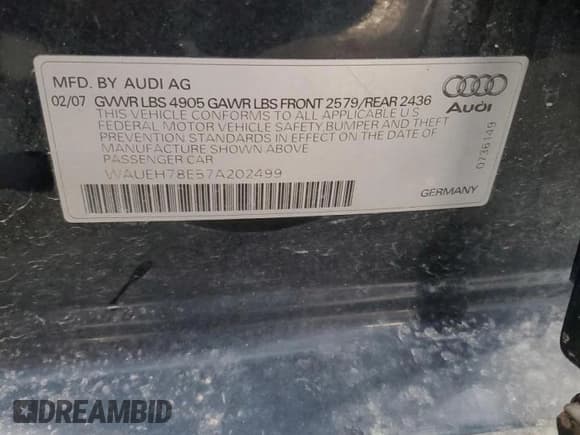 MFD. BY AUDI AG
02/07 GVWR LBS 4905 GAWR LBS FRONT 2579/REAR 2436
THIS VEHICLE CONFORMS TO ALL APPLICABLE U S
FEDERAL MOTOR VEHICLE SAFETY, BUMPER AND THEFT
PREVENTION STANDARDS IN EFFECT ON THE DATE OF
MANUFACTURE SHOWN ABOVE
PASSENGER CAR
WAUEH78E57A202499
Audi
0736149
GERMANY
DREAMBID